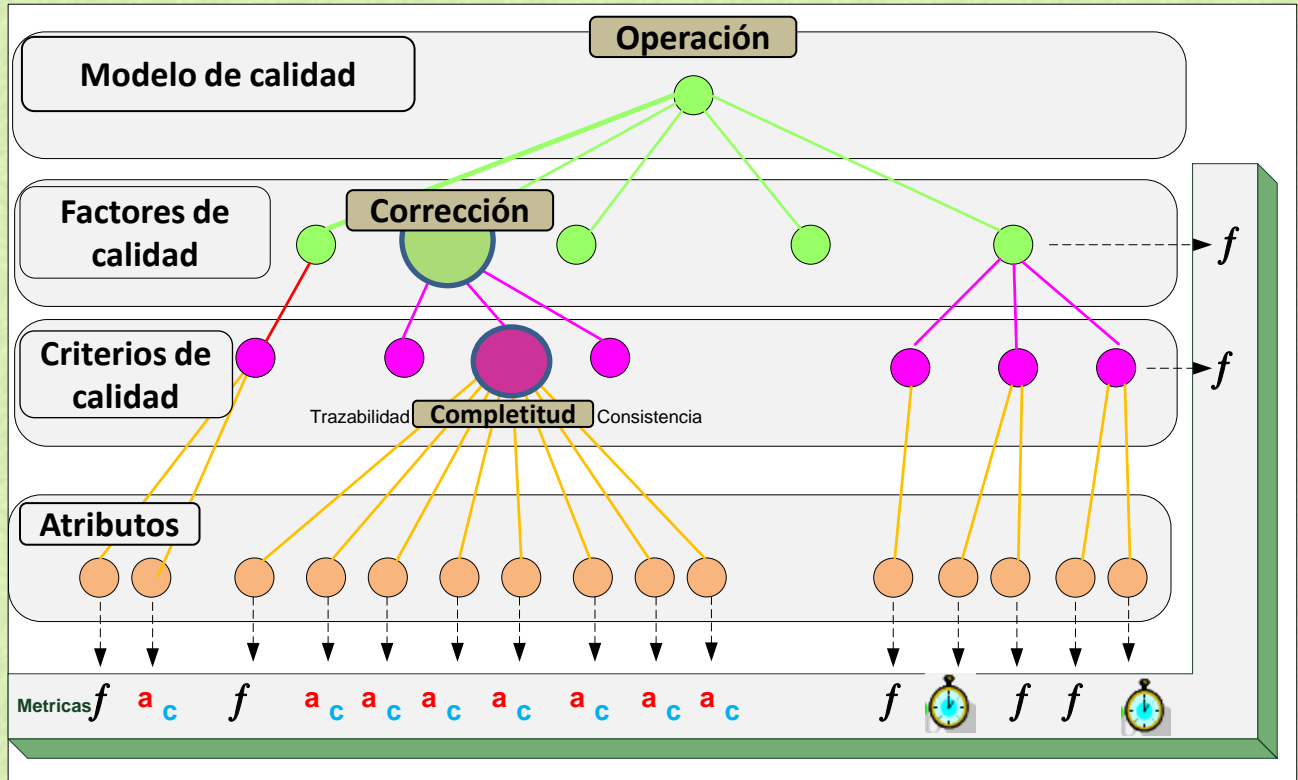 Operación
Modelo de calidad
Factores de
calidad
Corrección
f
Criterios de
calidad
f
Trazabilidad Completitud Consistencia
Atributos
Metricas f a c f a c a c a c a c a c a c a c f f f